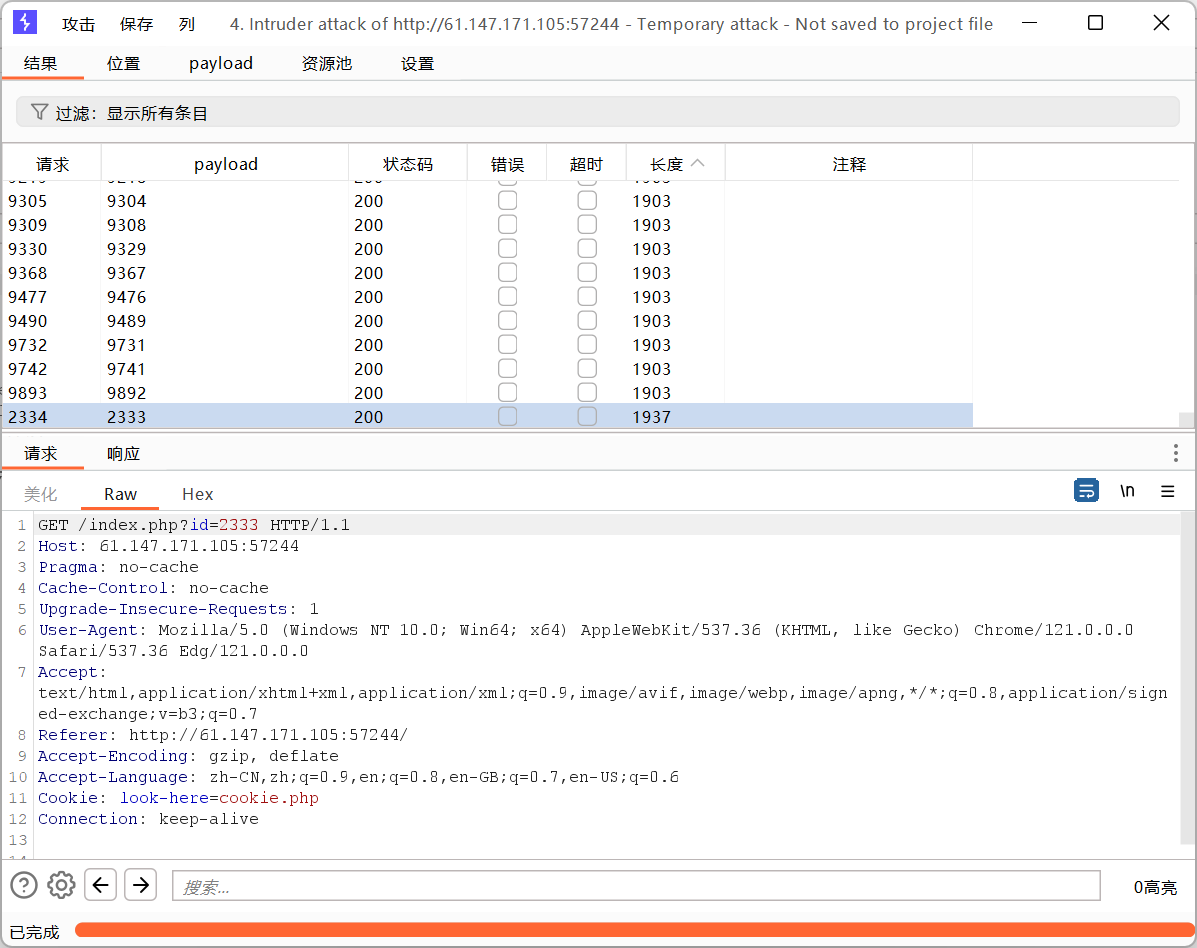 攻击 保存 列 4. Intruder attack of http://61.147.171.105:57244 - Temporary attack - Not saved to project file
结果 位置 payload 资源池 设置
过滤：显示所有条目
请求 payload 状态码 错误 超时 长度 注释
9305 9304 200 1903
9309 9308 200 1903
9330 9329 200 1903
9368 9367 200 1903
9477 9476 200 1903
9490 9489 200 1903
9732 9731 200 1903
9742 9741 200 1903
9893 9892 200 1903
2334 2333 200 1937
请求 响应
美化 Raw Hex \n
1 GET /index.php?id=2333 HTTP/1.1
2 Host: 61.147.171.105:57244
3 Pragma: no-cache
4 Cache-Control: no-cache
5 Upgrade-Insecure-Requests: 1
6 User-Agent: Mozilla/5.0 (Windows NT 10.0; Win64; x64) AppleWebKit/537.36 (KHTML, like Gecko) Chrome/121.0.0.0
Safari/537.36 Edg/121.0.0.0
7 Accept:
text/html,application/xhtml+xml,application/xml;q=0.9,image/avif,image/webp,image/apng,*/*;q=0.8,application/sign
ed-exchange;v=b3;q=0.7
8 Referer: http://61.147.171.105:57244/
9 Accept-Encoding: gzip, deflate
10 Accept-Language: zh-CN,zh;q=0.9,en;q=0.8,en-GB;q=0.7,en-US;q=0.6
11 Cookie: look-here=cookie.php
12 Connection: keep-alive
13
搜索... 0高亮
已完成